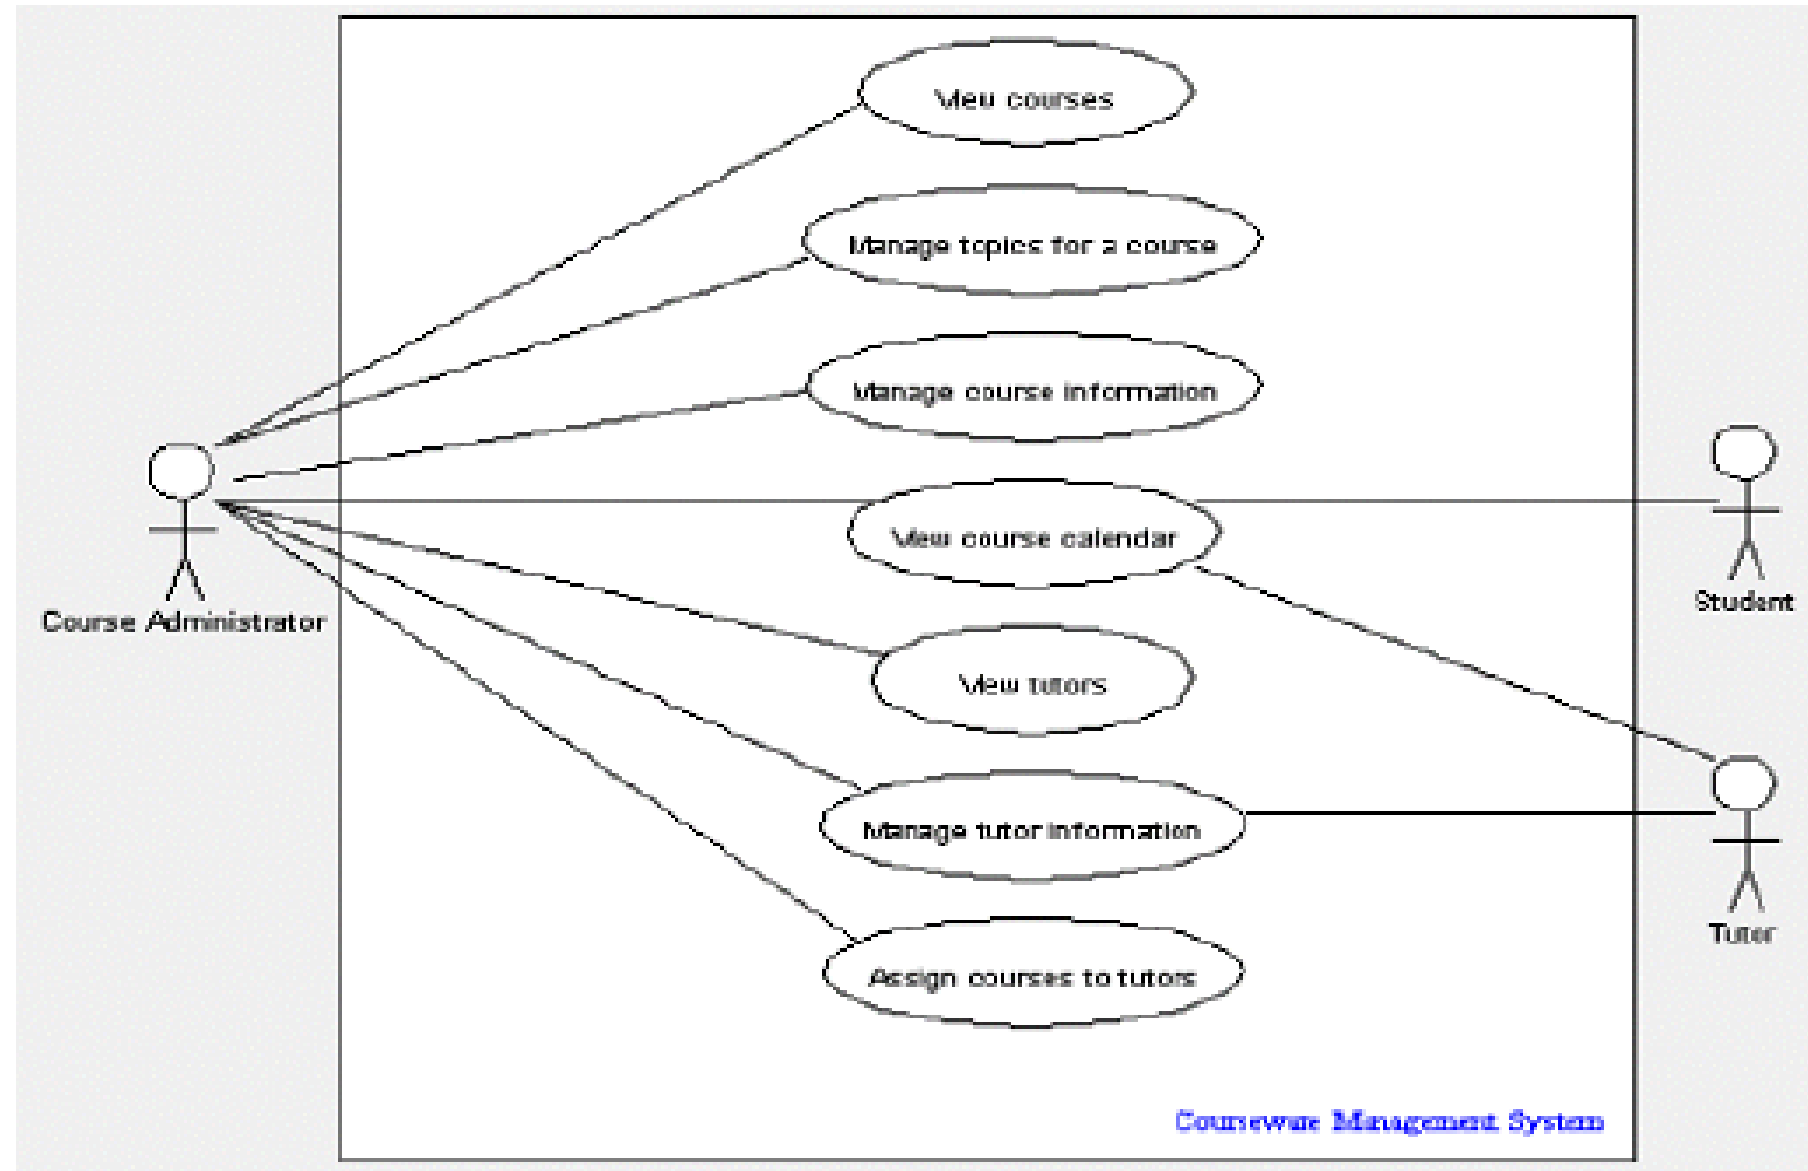 View courses
Manage topics for a course
Manage course information
View course calendar
View tutors
Manage tutor information
Assign courses to tutors
Course Administrator
Student
Tutor
Courseware Management System